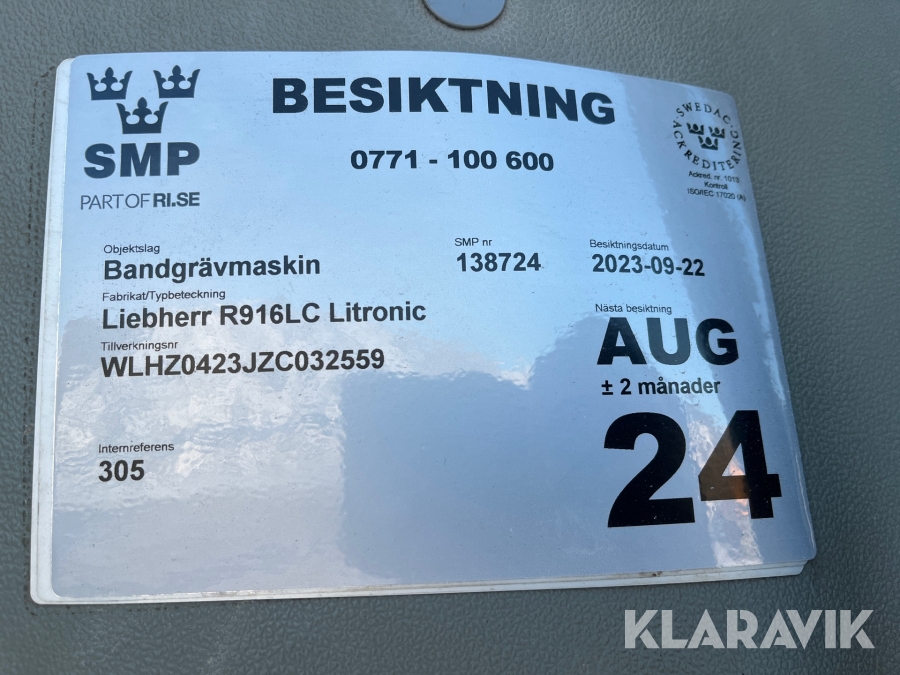 BESIKTNING
0771 - 100 600
SMP
PART OF RI.SE
SWEDAC
ACKREDITERING
Ackred. nr. 1013
Kontroll
ISO/IEC 17020 (A)
Objektslag
Bandgrävmaskin
SMP nr
138724
Besiktningsdatum
2023-09-22
Fabrikat/Typbeteckning
Liebherr R916LC Litronic
Tillverkningsnr
WLHZ0423JZC032559
Nästa besiktning
AUG
± 2 månader
24
Internreferens
305
KLARAVIK